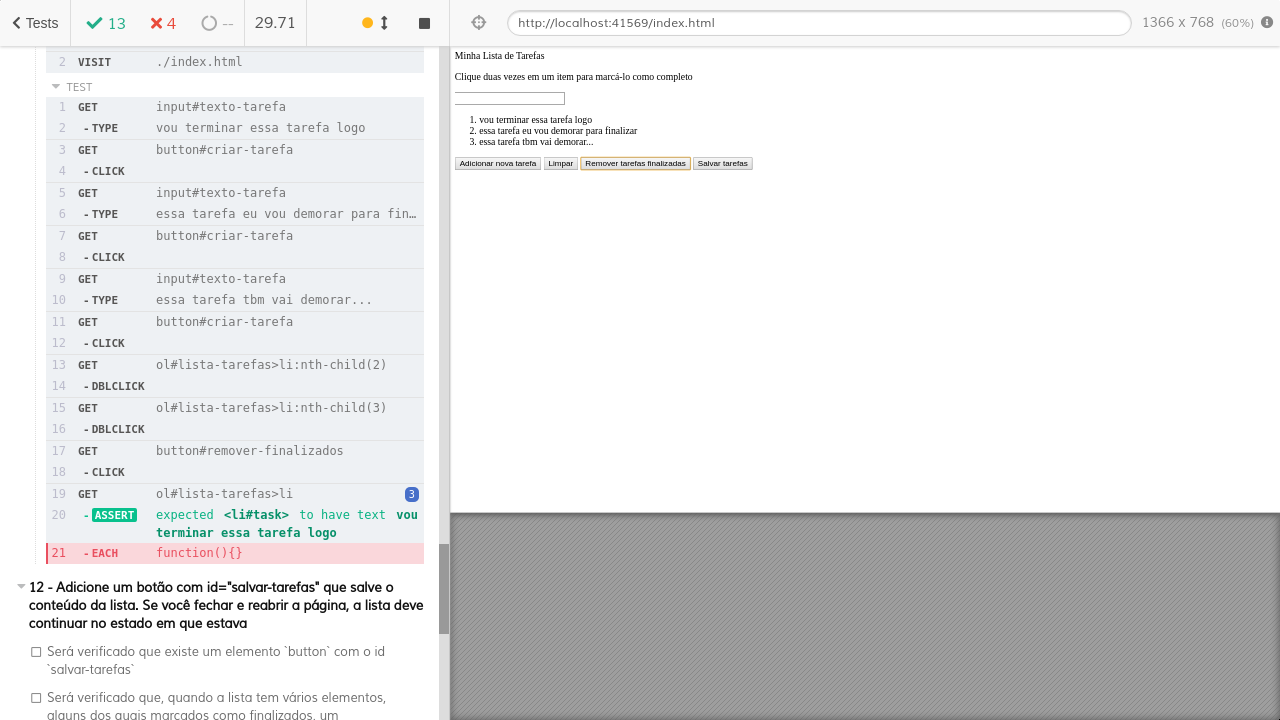 Tests 13 4 -- 29.71 http://localhost:41569/index.html 1366 x 768 (60%)
2 VISIT ./index.html
TEST
1 GET input#texto-tarefa
2 - TYPE vou terminar essa tarefa logo
3 GET button#criar-tarefa
4 - CLICK
5 GET input#texto-tarefa
6 - TYPE essa tarefa eu vou demorar para fin…
7 GET button#criar-tarefa
8 - CLICK
9 GET input#texto-tarefa
10 - TYPE essa tarefa tbm vai demorar...
11 GET button#criar-tarefa
12 - CLICK
13 GET ol#lista-tarefas>li:nth-child(2)
14 - DBLCLICK
15 GET ol#lista-tarefas>li:nth-child(3)
16 - DBLCLICK
17 GET button#remover-finalizados
18 - CLICK
19 GET ol#lista-tarefas>li 3
20 - ASSERT expected <li#task> to have text vou
terminar essa tarefa logo
21 - EACH function(){}
12 - Adicione um botão com id="salvar-tarefas" que salve o
conteúdo da lista. Se você fechar e reabrir a página, a lista deve
continuar no estado em que estava
Será verificado que existe um elemento `button` com o id
`salvar-tarefas`
Será verificado que, quando a lista tem vários elementos,
alguns dos quais marcados como finalizados, um
Minha Lista de Tarefas
Clique duas vezes em um item para marcá-lo como completo
1. vou terminar essa tarefa logo
2. essa tarefa eu vou demorar para finalizar
3. essa tarefa tbm vai demorar...
Adicionar nova tarefa Limpar Remover tarefas finalizadas Salvar tarefas